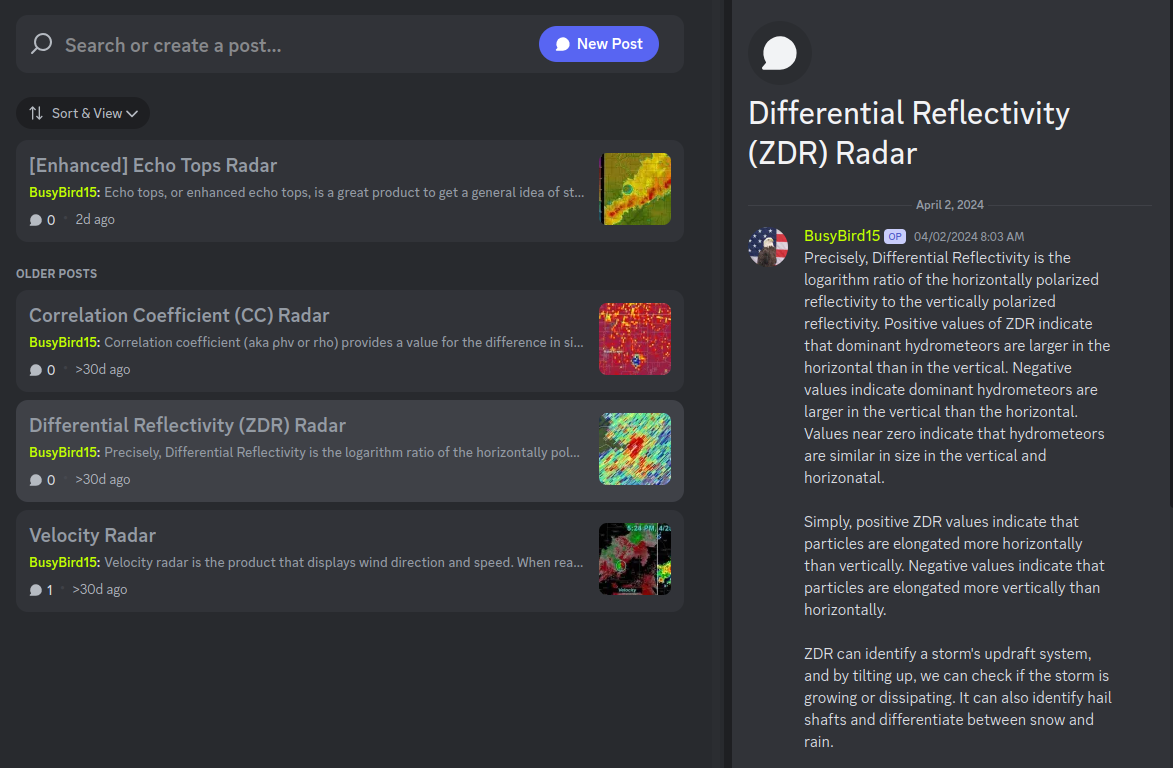 Search or create a post...
New Post
Sort & View
[Enhanced] Echo Tops Radar
BusyBird15: Echo tops, or enhanced echo tops, is a great product to get a general idea of st...
0 · 2d ago
OLDER POSTS
Correlation Coefficient (CC) Radar
BusyBird15: Correlation coefficient (aka ρhv or rho) provides a value for the difference in si...
0 · >30d ago
Differential Reflectivity (ZDR) Radar
BusyBird15: Precisely, Differential Reflectivity is the logarithm ratio of the horizontally pol...
0 · >30d ago
Velocity Radar
BusyBird15: Velocity radar is the product that displays wind direction and speed. When rea...
5:24 PM
Velocity
1 · >30d ago
Differential Reflectivity
(ZDR) Radar
April 2, 2024
BusyBird15 OP 04/02/2024 8:03 AM
Precisely, Differential Reflectivity is the
logarithm ratio of the horizontally polarized
reflectivity to the vertically polarized
reflectivity. Positive values of ZDR indicate
that dominant hydrometeors are larger in the
horizontal than in the vertical. Negative
values indicate dominant hydrometeors are
larger in the vertical than the horizontal.
Values near zero indicate that hydrometeors
are similar in size in the vertical and
horizonatal.
Simply, positive ZDR values indicate that
particles are elongated more horizontally
than vertically. Negative values indicate that
particles are elongated more vertically than
horizontally.
ZDR can identify a storm's updraft system,
and by tilting up, we can check if the storm is
growing or dissipating. It can also identify hail
shafts and differentiate between snow and
rain.